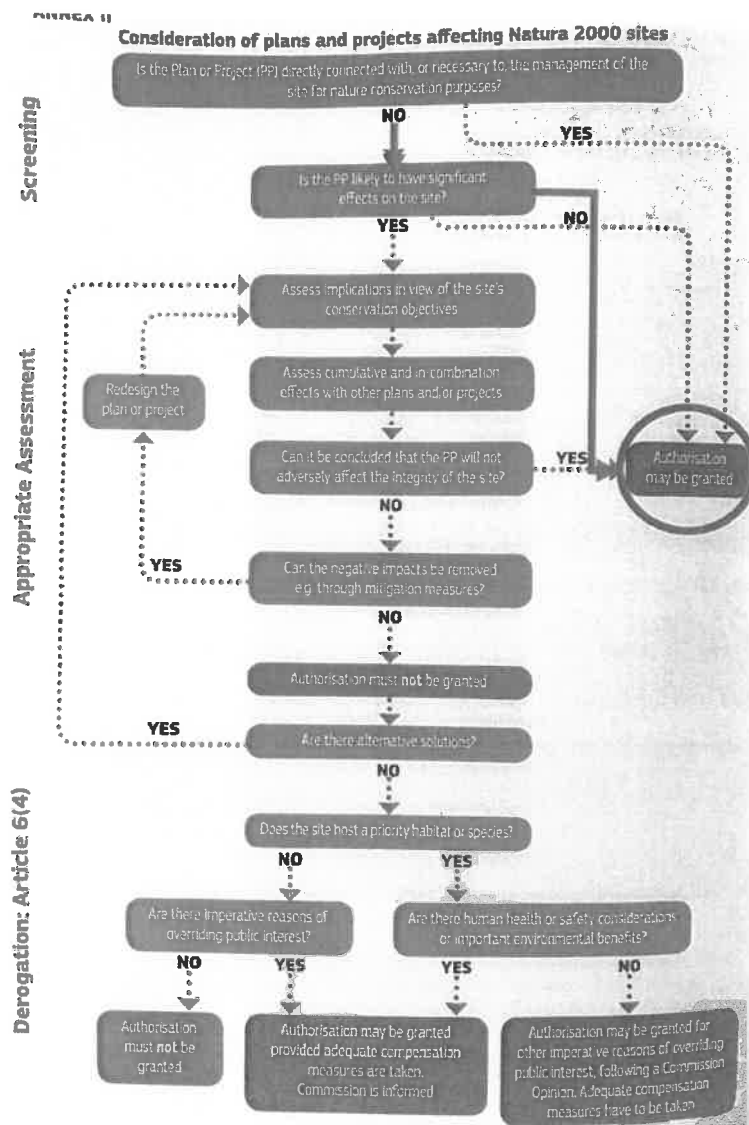 ANNEX II
Consideration of plans and projects affecting Natura 2000 sites
Screening
Is the Plan or Project (PP) directly connected with, or necessary to, the management of the
site for nature conservation purposes?
NO
YES
Is the PP likely to have significant
effects on the site?
NO
YES
Appropriate Assessment
Assess implications in view of the site's
conservation objectives
Redesign the
plan or project
Assess cumulative and in-combination
effects with other plans and/or projects
Can it be concluded that the PP will not
adversely affect the integrity of the site?
YES
Authorisation
may be granted
NO
YES
Can the negative impacts be removed
e.g. through mitigation measures?
NO
Authorisation must not be granted
YES
Are there alternative solutions?
NO
Derogation: Article 6(4)
Does the site host a priority habitat or species?
NO
YES
Are there imperative reasons of
overriding public interest?
Are there human health or safety considerations
or important environmental benefits?
NO
YES
YES
NO
Authorisation
must not be
granted
Authorisation may be granted
provided adequate compensation
measures are taken.
Commission is informed
Authorisation may be granted for
other imperative reasons of overriding
public interest, following a Commission
Opinion. Adequate compensation
measures have to be taken